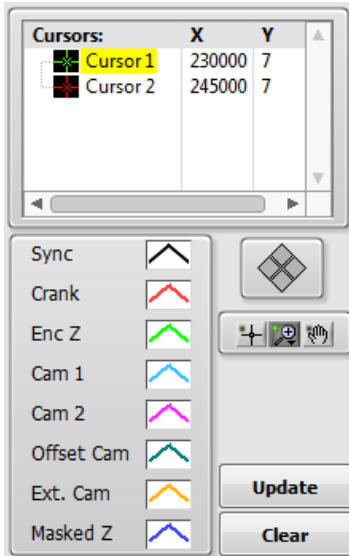 Cursors: X Y
Cursor 1 230000 7
Cursor 2 245000 7
Sync
Crank
Enc Z
Cam 1
Cam 2
Offset Cam
Ext. Cam
Masked Z
Update
Clear